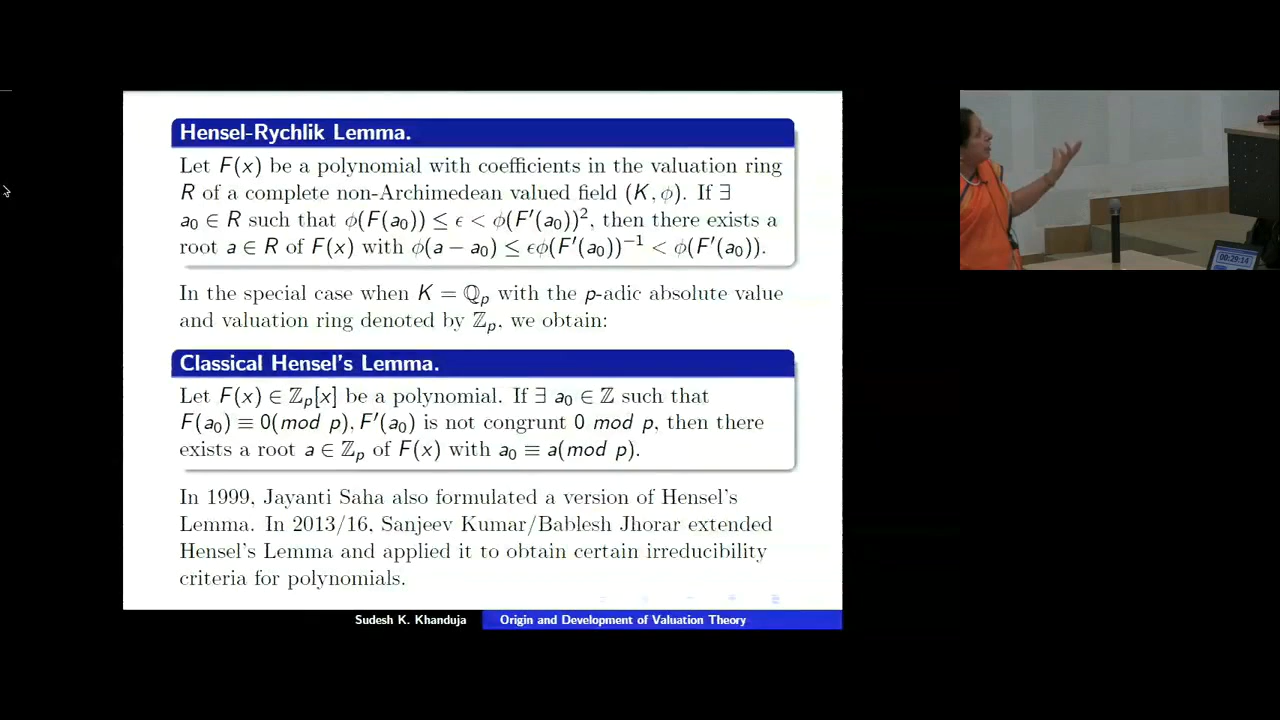 Hensel-Rychlik Lemma.
Let F(x) be a polynomial with coefficients in the valuation ring
R of a complete non-Archimedean valued field (K, ϕ). If ∃
a₀ ∈ R such that ϕ(F(a₀)) ≤ ϵ < ϕ(F′(a₀))², then there exists a
root a ∈ R of F(x) with ϕ(a − a₀) ≤ ϵϕ(F′(a₀))⁻¹ < ϕ(F′(a₀)).
In the special case when K = ℚₚ with the p-adic absolute value
and valuation ring denoted by ℤₚ, we obtain:
Classical Hensel's Lemma.
Let F(x) ∈ ℤₚ[x] be a polynomial. If ∃ a₀ ∈ ℤ such that
F(a₀) ≡ 0(mod p), F′(a₀) is not congrunt 0 mod p, then there
exists a root a ∈ ℤₚ of F(x) with a₀ ≡ a(mod p).
In 1999, Jayanti Saha also formulated a version of Hensel's
Lemma. In 2013/16, Sanjeev Kumar/Bablesh Jhorar extended
Hensel's Lemma and applied it to obtain certain irreducibility
criteria for polynomials.
Sudesh K. Khanduja Origin and Development of Valuation Theory
00:29:14